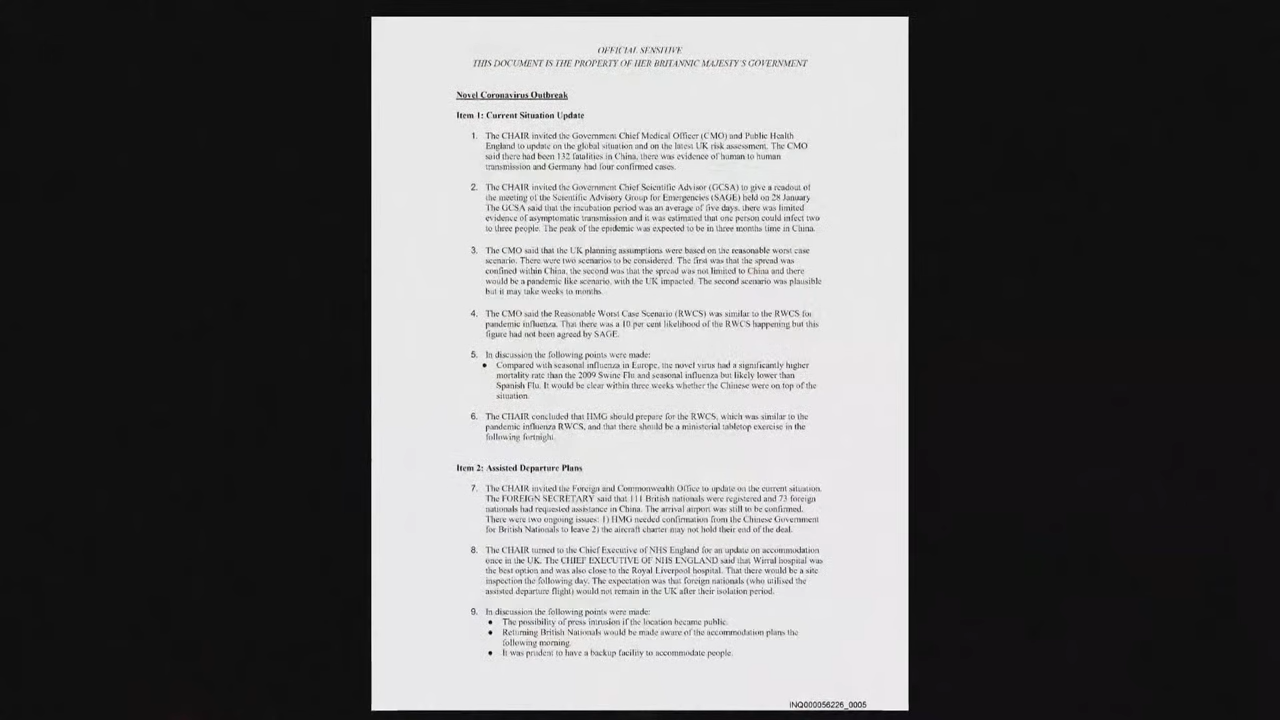 OFFICIAL SENSITIVE
THIS DOCUMENT IS THE PROPERTY OF HER BRITANNIC MAJESTY'S GOVERNMENT
Novel Coronavirus Outbreak
Item 1: Current Situation Update
1. The CHAIR invited the Government Chief Medical Officer (CMO) and Public Health
England to update on the global situation and on the latest UK risk assessment. The CMO
said there had been 132 fatalities in China, there was evidence of human to human
transmission and Germany had four confirmed cases.
2. The CHAIR invited the Government Chief Scientific Advisor (GCSA) to give a readout of
the meeting of the Scientific Advisory Group for Emergencies (SAGE) held on 28 January
The GCSA said that the incubation period was an average of five days, there was limited
evidence of asymptomatic transmission and it was estimated that one person could infect two
to three people. The peak of the epidemic was expected to be in three months time in China.
3. The CMO said that the UK planning assumptions were based on the reasonable worst case
scenario. There were two scenarios to be considered. The first was that the spread was
confined within China, the second was that the spread was not limited to China and there
would be a pandemic like scenario, with the UK impacted. The second scenario was plausible
but it may take weeks to months.
4. The CMO said the Reasonable Worst Case Scenario (RWCS) was similar to the RWCS for
pandemic influenza. That there was a 10 per cent likelihood of the RWCS happening but this
figure had not been agreed by SAGE.
5. In discussion the following points were made:
● Compared with seasonal influenza in Europe, the novel virus had a significantly higher
mortality rate than the 2009 Swine Flu and seasonal influenza but likely lower than
Spanish Flu. It would be clear within three weeks whether the Chinese were on top of the
situation.
6. The CHAIR concluded that HMG should prepare for the RWCS, which was similar to the
pandemic influenza RWCS, and that there should be a ministerial tabletop exercise in the
following fortnight.
Item 2: Assisted Departure Plans
7. The CHAIR invited the Foreign and Commonwealth Office to update on the current situation.
The FOREIGN SECRETARY said that 111 British nationals were registered and 73 foreign
nationals had requested assistance in China. The arrival airport was still to be confirmed.
There were two ongoing issues: 1) HMG needed confirmation from the Chinese Government
for British Nationals to leave 2) the aircraft charter may not hold their end of the deal.
8. The CHAIR turned to the Chief Executive of NHS England for an update on accommodation
once in the UK. The CHIEF EXECUTIVE OF NHS ENGLAND said that Wirral hospital was
the best option and was also close to the Royal Liverpool hospital. That there would be a site
inspection the following day. The expectation was that foreign nationals (who utilised the
assisted departure flight) would not remain in the UK after their isolation period.
9. In discussion the following points were made:
● The possibility of press intrusion if the location became public.
● Returning British Nationals would be made aware of the accommodation plans the
following morning.
● It was prudent to have a backup facility to accommodate people.
INQ000056226_0005